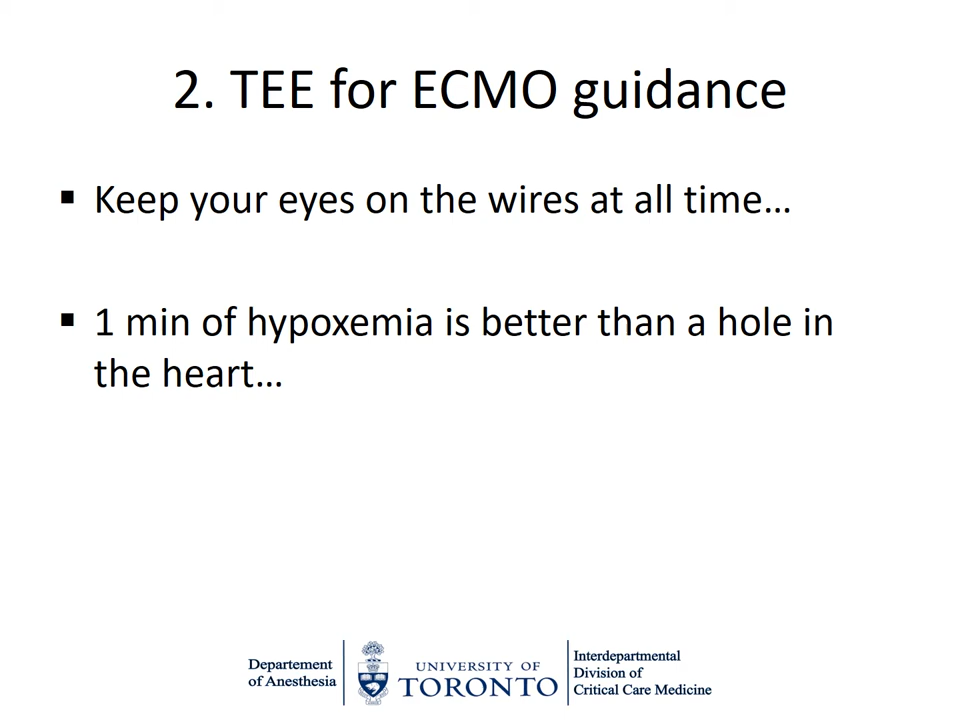 2. TEE for ECMO guidance
▪ Keep your eyes on the wires at all time…
▪ 1 min of hypoxemia is better than a hole in
the heart…
Departement
of Anesthesia
UNIVERSITY OF
TORONTO
Interdepartmental
Division of
Critical Care Medicine